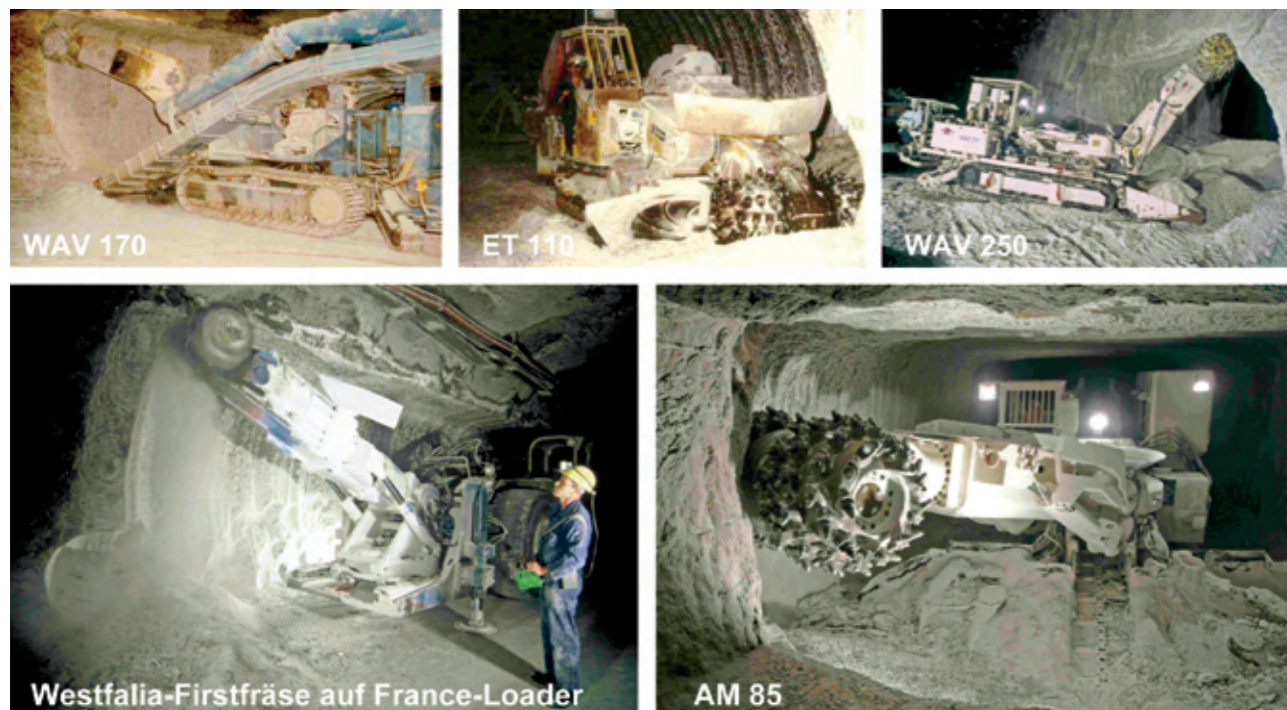 WAV 170
ET 110
WAV 250
Westfalia-Firstfräse auf France-Loader
AM 85